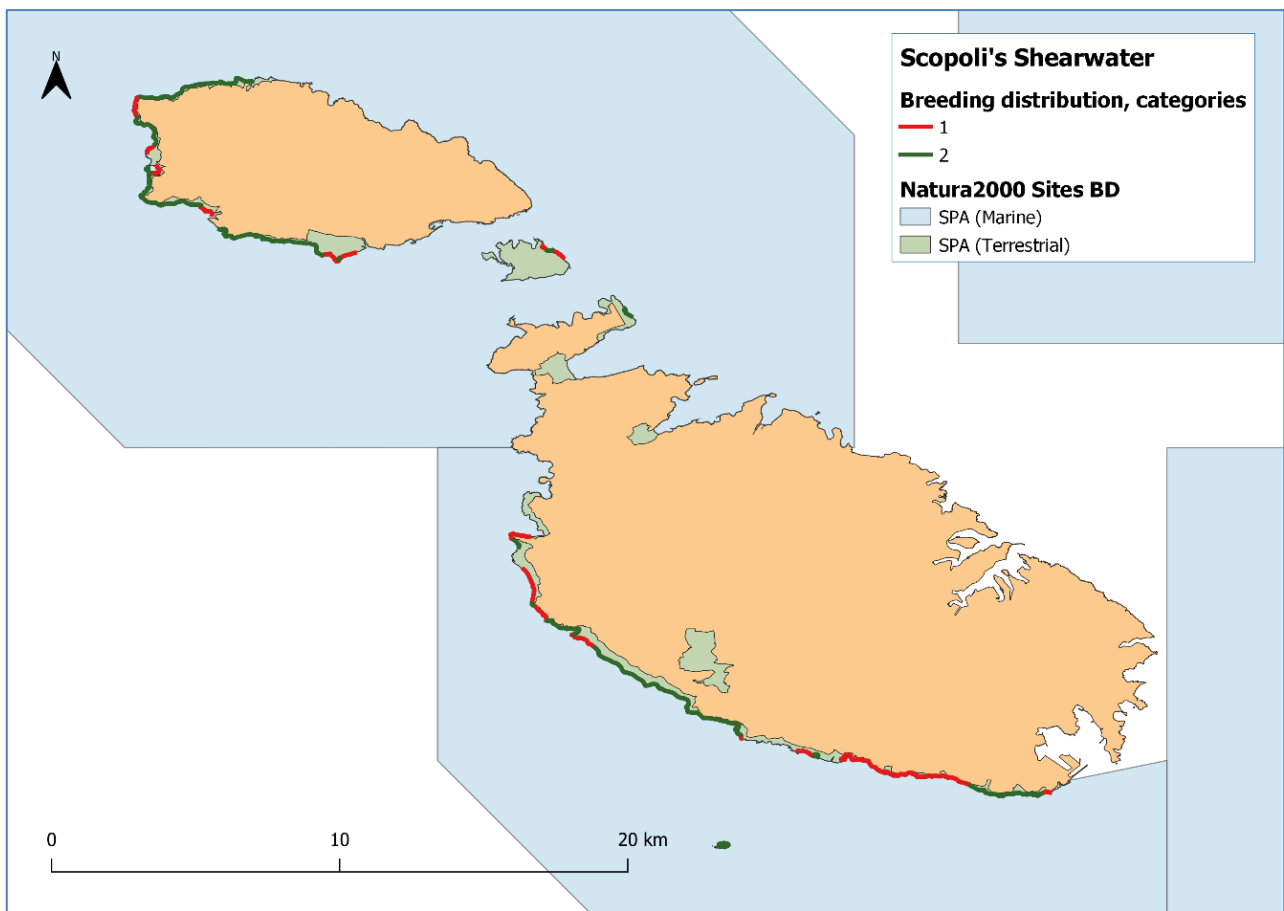 N
Scopoli's Shearwater
Breeding distribution, categories
1
2
Natura2000 Sites BD
SPA (Marine)
SPA (Terrestrial)
0 10 20 km